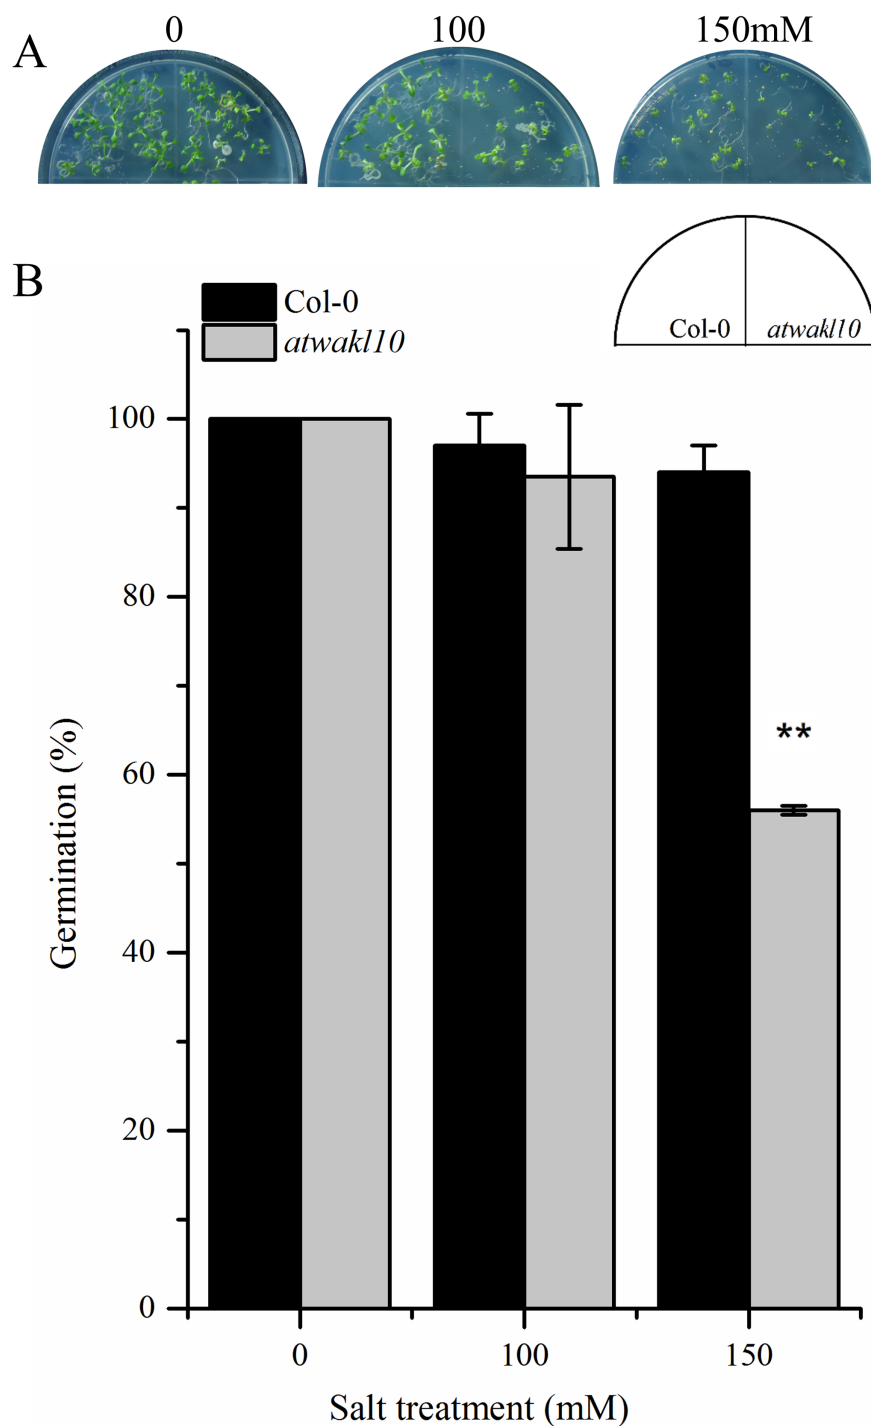 A
0
100
150mM
Col-0
atwakl10
B
Col-0
atwakl10
100
80
60
40
20
0
**
Germination (%)
0
100
150
Salt treatment (mM)